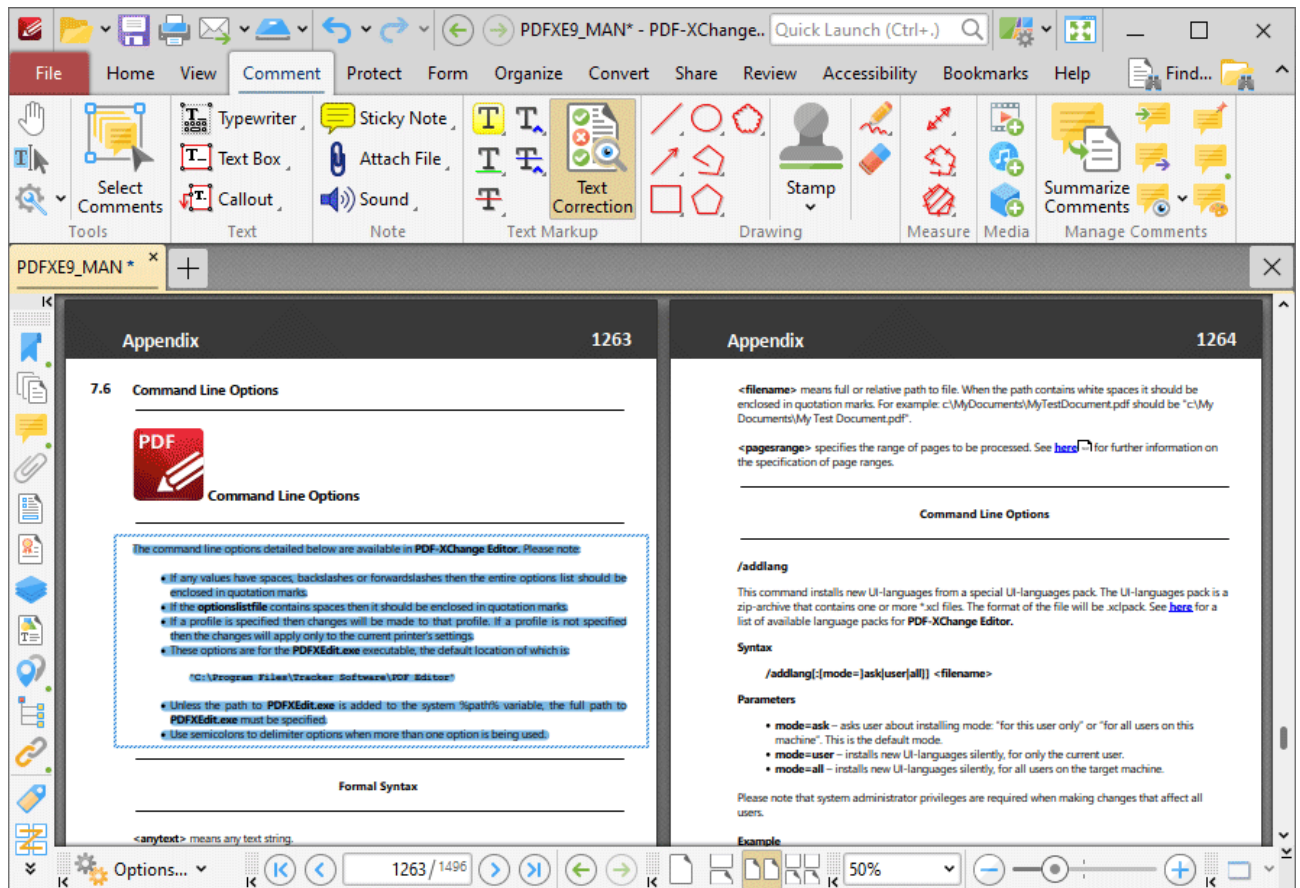 PDFXE9_MAN* - PDF-XChange..
Quick Launch (Ctrl+.)
File
Home
View
Comment
Protect
Form
Organize
Convert
Share
Review
Accessibility
Bookmarks
Help
Find...
Select
Comments
Tools
Typewriter
Text Box
Callout
Text
Sticky Note
Attach File
Sound
Note
Text
Correction
Text Markup
Stamp
Drawing
Measure
Media
Summarize
Comments
Manage Comments
PDFXE9_MAN *
Appendix 1263
7.6 Command Line Options
PDF
Command Line Options
The command line options detailed below are available in PDF-XChange Editor. Please note:
• If any values have spaces, backslashes or forwardslashes then the entire options list should be
enclosed in quotation marks.
• If the optionslistfile contains spaces then it should be enclosed in quotation marks.
• If a profile is specified then changes will be made to that profile. If a profile is not specified
then the changes will apply only to the current printer's settings.
• These options are for the PDFXEdit.exe executable, the default location of which is:
"C:\Program Files\Tracker Software\PDF Editor"
• Unless the path to PDFXEdit.exe is added to the system %path% variable, the full path to
PDFXEdit.exe must be specified.
• Use semicolons to delimiter options when more than one option is being used.
Formal Syntax
<anytext> means any text string.
Appendix 1264
<filename> means full or relative path to file. When the path contains white spaces it should be
enclosed in quotation marks. For example: c:\MyDocuments\MyTestDocument.pdf should be "c:\My
Documents\My Test Document.pdf".
<pagesrange> specifies the range of pages to be processed. See here for further information on
the specification of page ranges.
Command Line Options
/addlang
This command installs new UI-languages from a special UI-languages pack. The UI-languages pack is a
zip-archive that contains one or more *.xcl files. The format of the file will be .xclpack. See here for a
list of available language packs for PDF-XChange Editor.
Syntax
/addlang[:[mode=]ask|user|all]] <filename>
Parameters
• mode=ask – asks user about installing mode: "for this user only" or "for all users on this
machine". This is the default mode.
• mode=user – installs new UI-languages silently, for only the current user.
• mode=all – installs new UI-languages silently, for all users on the target machine.
Please note that system administrator privileges are required when making changes that affect all
users.
Example
Options...
1263 / 1496
50%